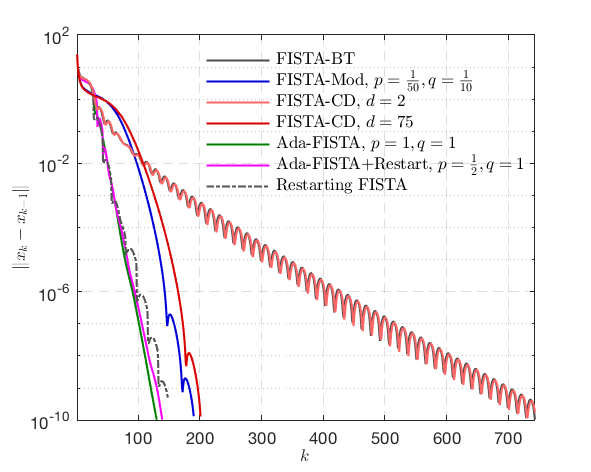 10^2
10^-2
10^-6
10^-10
||x_k − x_{k−1}||
FISTA-BT
FISTA-Mod, p = 1/50, q = 1/10
FISTA-CD, d = 2
FISTA-CD, d = 75
Ada-FISTA, p = 1, q = 1
Ada-FISTA+Restart, p = 1/2, q = 1
Restarting FISTA
100 200 300 400 500 600 700
k